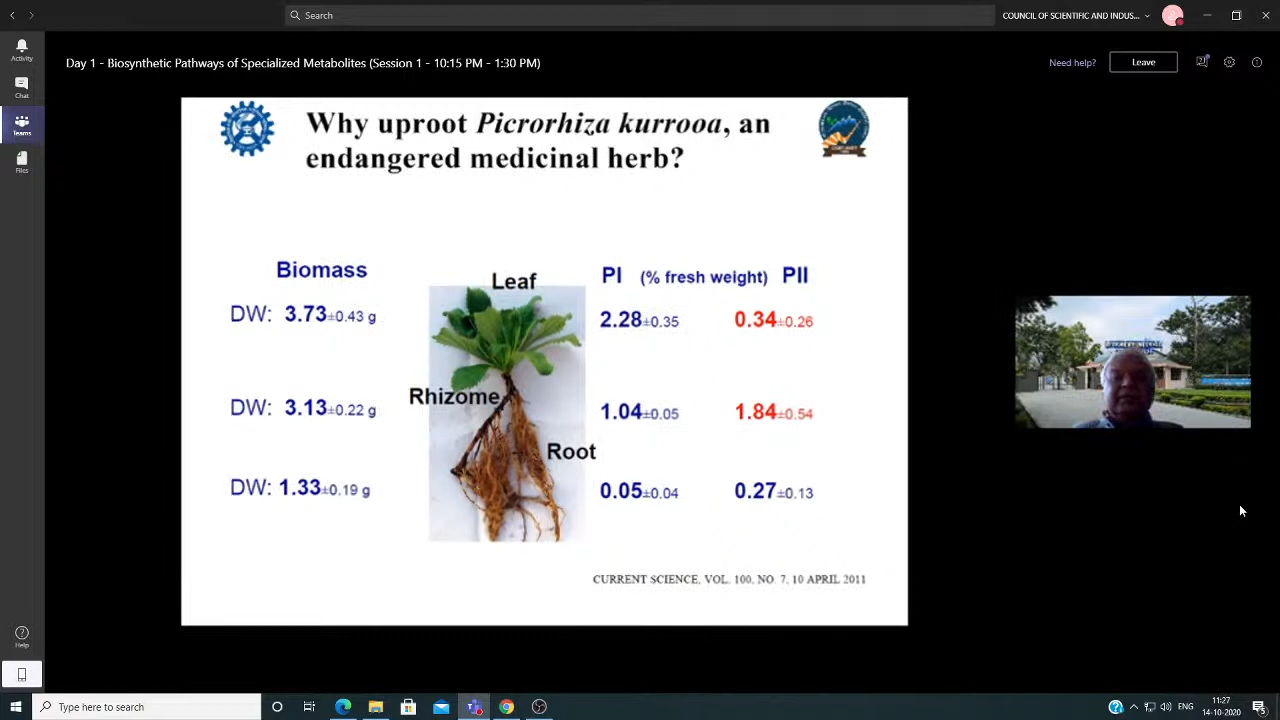 Search
COUNCIL OF SCIENTIFIC AND INDUS...
Activity
Chat
Teams
Files
Help
Day 1 - Biosynthetic Pathways of Specialized Metabolites (Session 1 - 10:15 PM - 1:30 PM)
Need help?
Leave
Why uproot Picrorhiza kurrooa, an
endangered medicinal herb?
Biomass
Leaf
PI (% fresh weight) PII
DW: 3.73±0.43 g
2.28±0.35 0.34±0.26
Rhizome
DW: 3.13±0.22 g
1.04±0.05 1.84±0.54
Root
DW: 1.33±0.19 g
0.05±0.04 0.27±0.13
CURRENT SCIENCE, VOL. 100, NO. 7, 10 APRIL 2011
Type here to search
ENG
11:27
14-10-2020